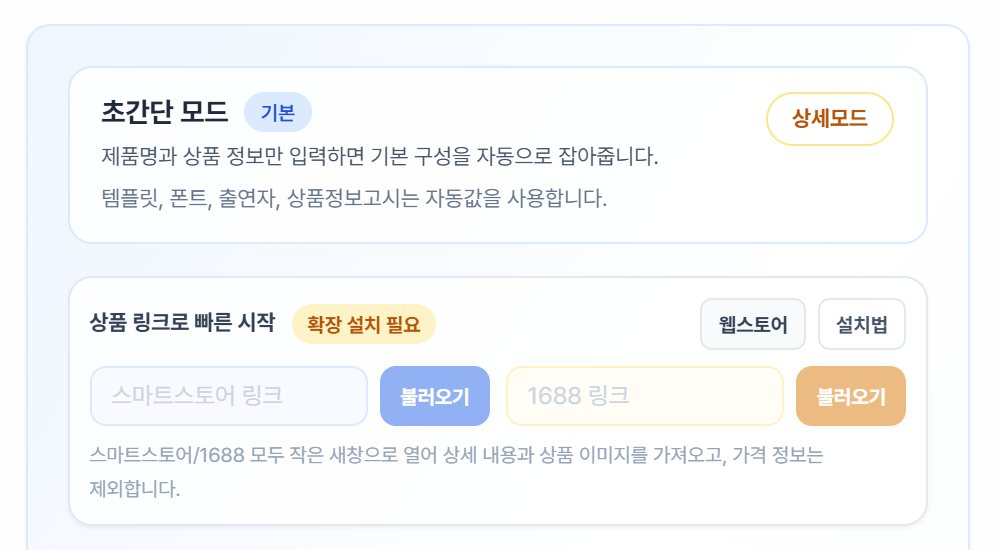 초간단 모드 기본 상세모드
제품명과 상품 정보만 입력하면 기본 구성을 자동으로 잡아줍니다.
템플릿, 폰트, 출연자, 상품정보고시는 자동값을 사용합니다.
상품 링크로 빠른 시작 확장 설치 필요 웹스토어 설치법
스마트스토어 링크 불러오기 1688 링크 불러오기
스마트스토어/1688 모두 작은 새창으로 열어 상세 내용과 상품 이미지를 가져오고, 가격 정보는
제외합니다.